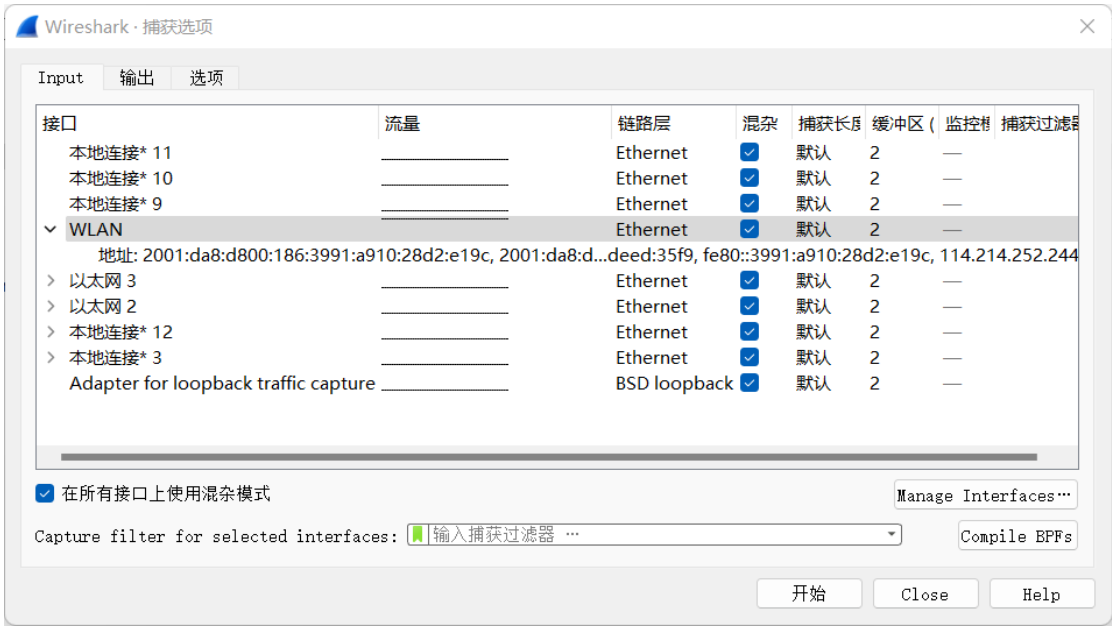 Wireshark · 捕获选项
Input 输出 选项
接口 流量 链路层 混杂 捕获长度 缓冲区 ( 监控模 捕获过滤器
本地连接* 11 Ethernet 默认 2 —
本地连接* 10 Ethernet 默认 2 —
本地连接* 9 Ethernet 默认 2 —
WLAN Ethernet 默认 2 —
地址: 2001:da8:d800:186:3991:a910:28d2:e19c, 2001:da8:d...deed:35f9, fe80::3991:a910:28d2:e19c, 114.214.252.244
以太网 3 Ethernet 默认 2 —
以太网 2 Ethernet 默认 2 —
本地连接* 12 Ethernet 默认 2 —
本地连接* 3 Ethernet 默认 2 —
Adapter for loopback traffic capture BSD loopback 默认 2 —
在所有接口上使用混杂模式
Manage Interfaces…
Capture filter for selected interfaces: 输入捕获过滤器 …
Compile BPFs
开始 Close Help